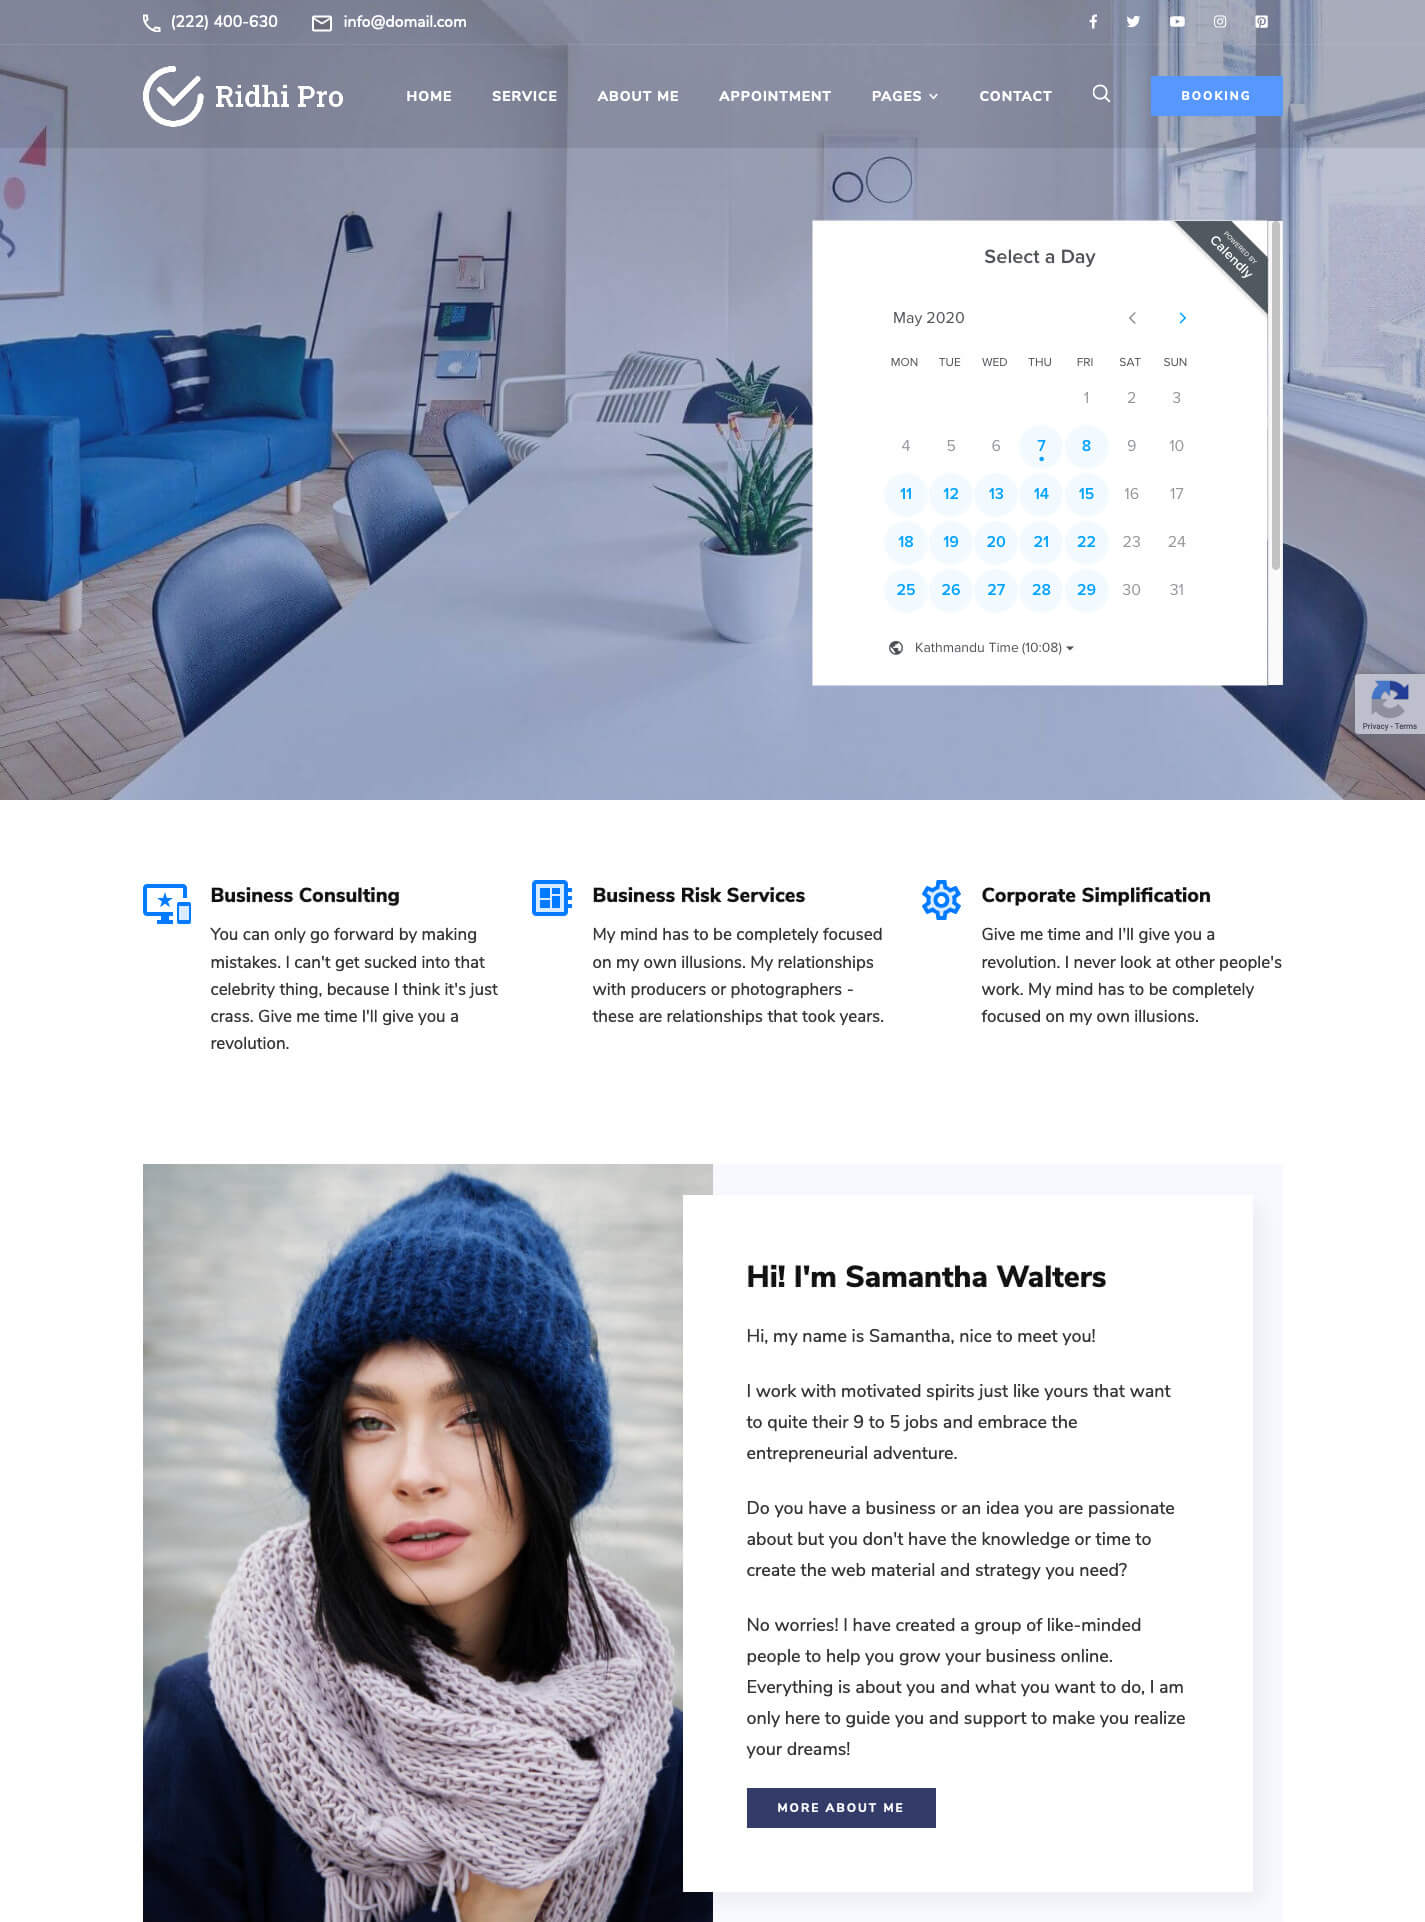 (222) 400-630 info@domail.com
Ridhi Pro
HOME SERVICE ABOUT ME APPOINTMENT PAGES CONTACT BOOKING
Select a Day
POWERED BY
Calendly
May 2020
MON TUE WED THU FRI SAT SUN
1 2 3
4 5 6 7 8 9 10
11 12 13 14 15 16 17
18 19 20 21 22 23 24
25 26 27 28 29 30 31
Kathmandu Time (10:08)
Privacy - Terms
Business Consulting
You can only go forward by making
mistakes. I can't get sucked into that
celebrity thing, because I think it's just
crass. Give me time I'll give you a
revolution.
Business Risk Services
My mind has to be completely focused
on my own illusions. My relationships
with producers or photographers -
these are relationships that took years.
Corporate Simplification
Give me time and I'll give you a
revolution. I never look at other people's
work. My mind has to be completely
focused on my own illusions.
Hi! I'm Samantha Walters
Hi, my name is Samantha, nice to meet you!
I work with motivated spirits just like yours that want
to quite their 9 to 5 jobs and embrace the
entrepreneurial adventure.
Do you have a business or an idea you are passionate
about but you don't have the knowledge or time to
create the web material and strategy you need?
No worries! I have created a group of like-minded
people to help you grow your business online.
Everything is about you and what you want to do, I am
only here to guide you and support to make you realize
your dreams!
MORE ABOUT ME